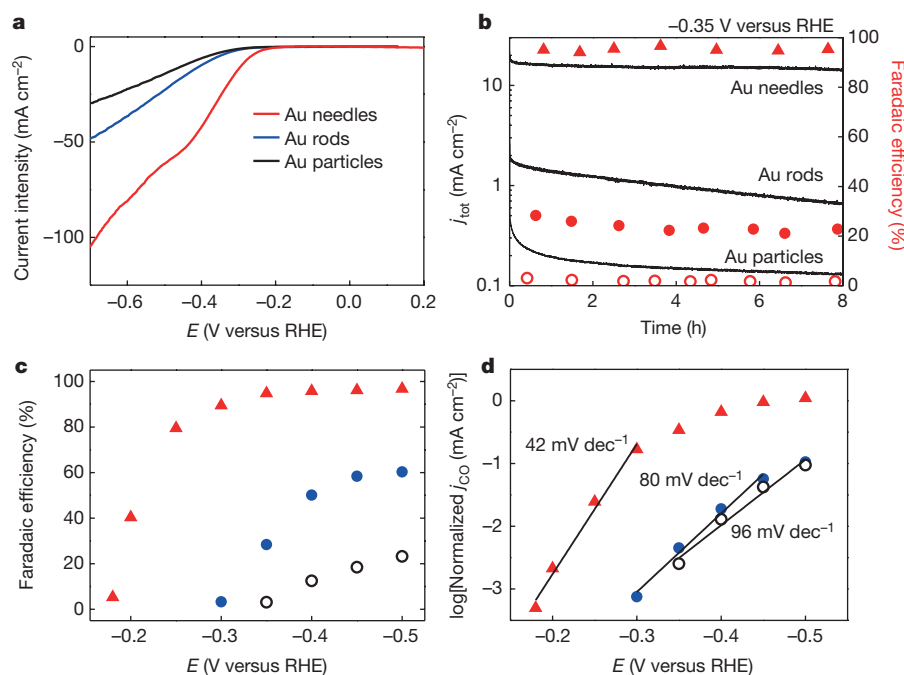 a
0
−50
−100
Current intensity (mA cm−2)
Au needles
Au rods
Au particles
−0.6
−0.4
−0.2
0.0
0.2
E (V versus RHE)
b
−0.35 V versus RHE
10
1
0.1
jtot (mA cm−2)
Au needles
Au rods
Au particles
100
80
60
40
20
0
Faradaic efficiency
(%)
0
2
4
6
8
Time (h)
c
100
80
60
40
20
0
Faradaic efficiency (%)
−0.2
−0.3
−0.4
−0.5
E (V versus RHE)
d
0
−1
−2
−3
log[Normalized jCO (mA cm−2)]
42 mV dec−1
80 mV dec−1
96 mV dec−1
−0.2
−0.3
−0.4
−0.5
E (V versus RHE)